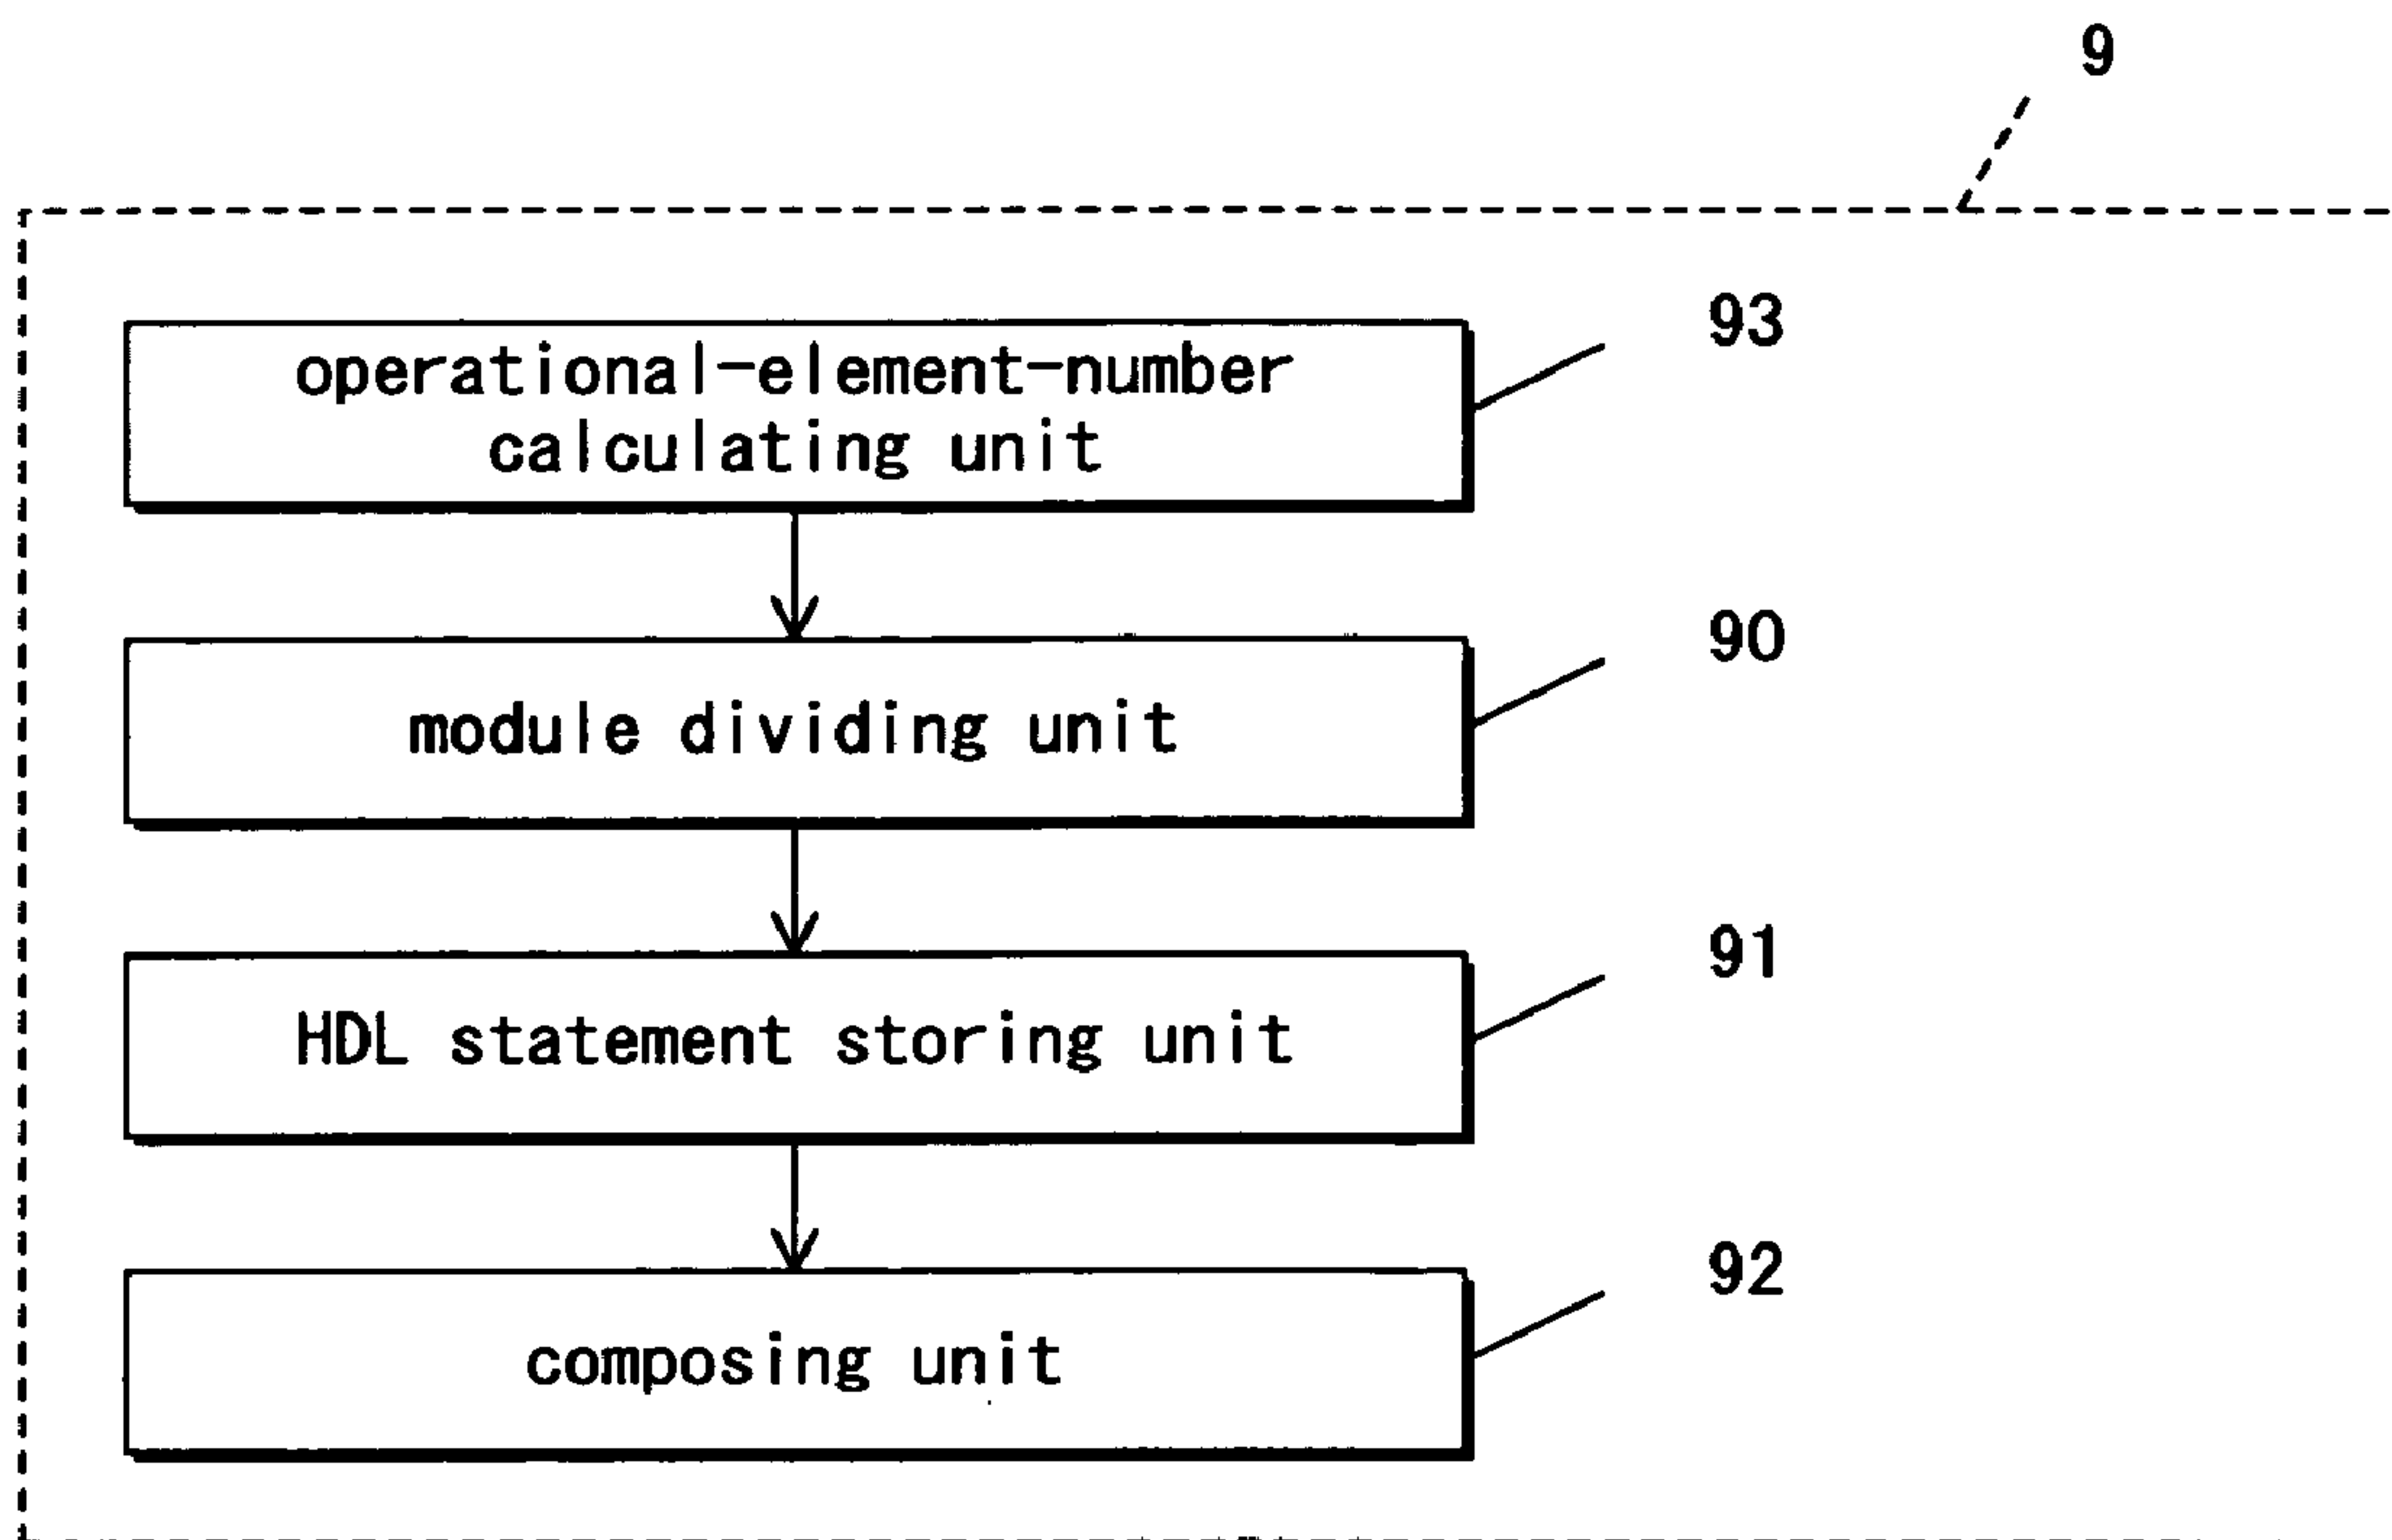 9
93
operational-element-number
calculating unit
90
module dividing unit
91
HDL statement storing unit
92
composing unit